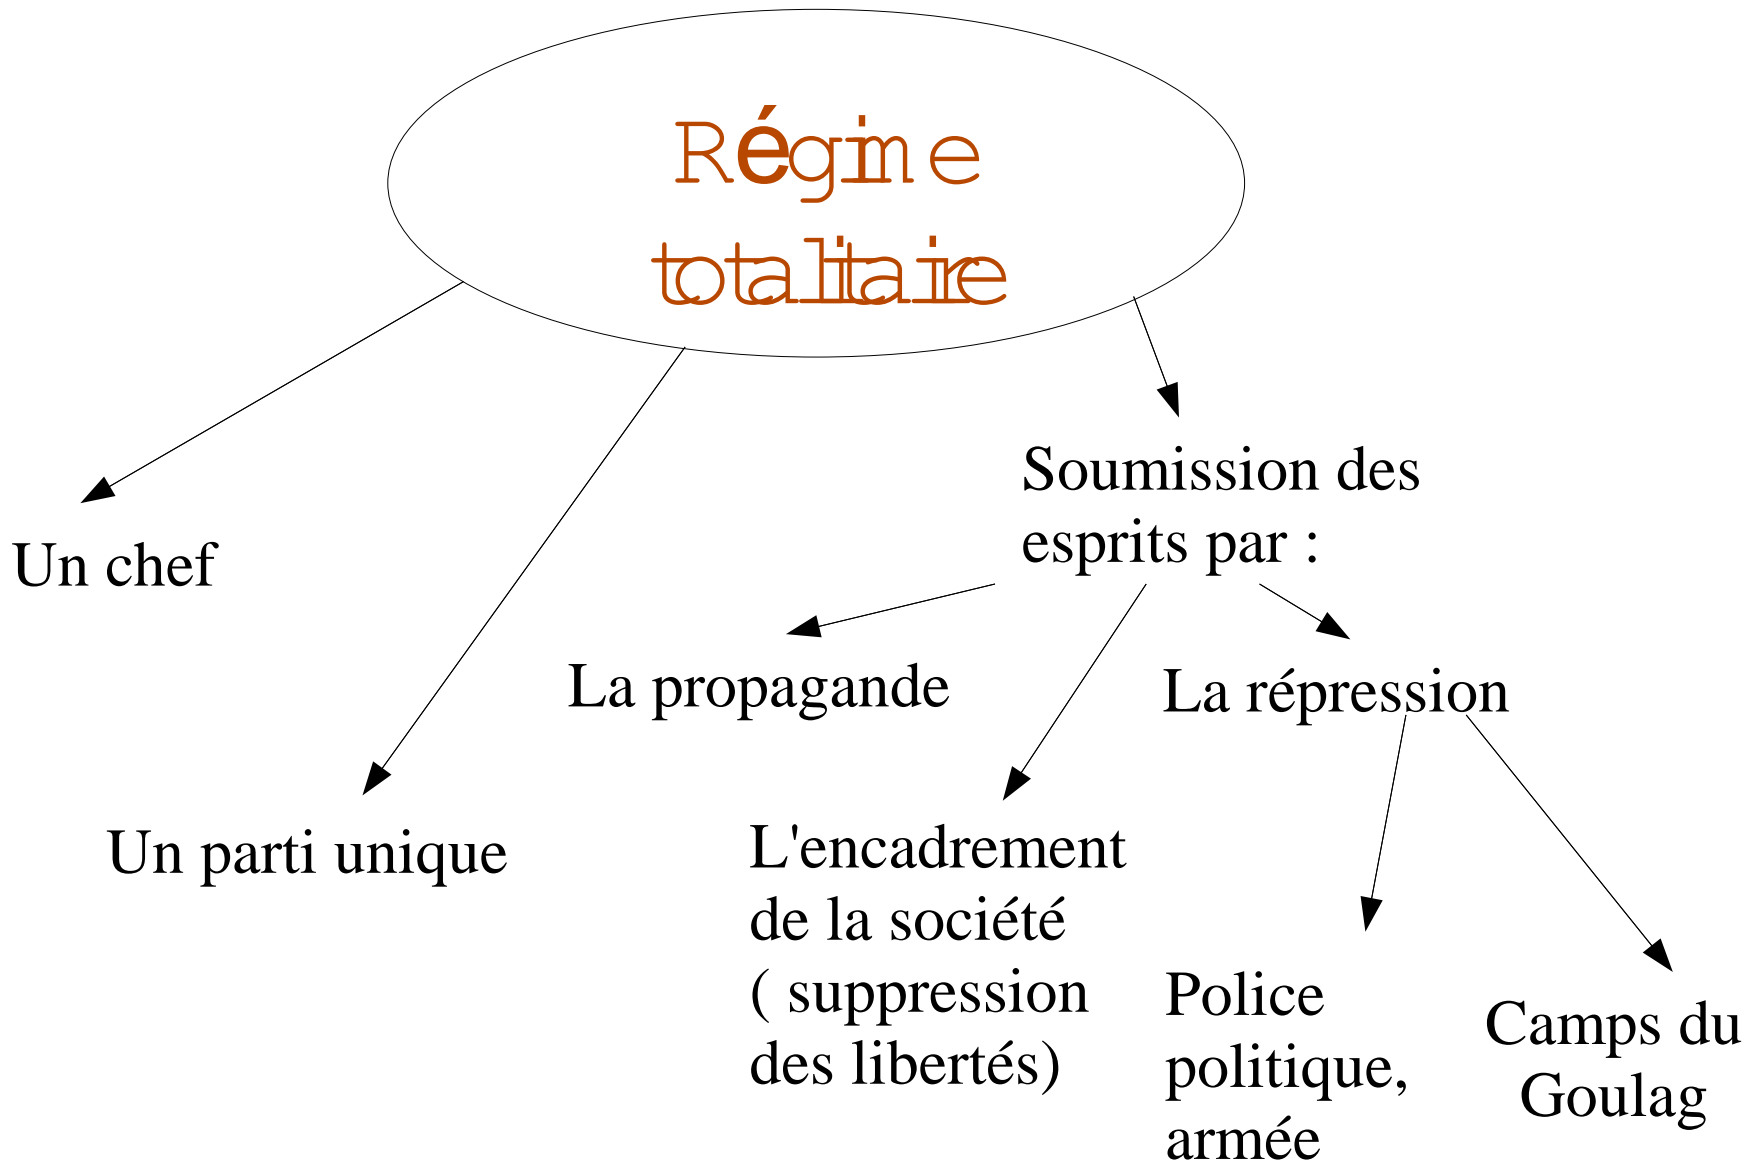 Régime
totalitaire
Soumission des
esprits par :
Un chef
La propagande
La répression
Un parti unique
L'encadrement
de la société
( suppression
des libertés)
Police
politique,
armée
Camps du
Goulag